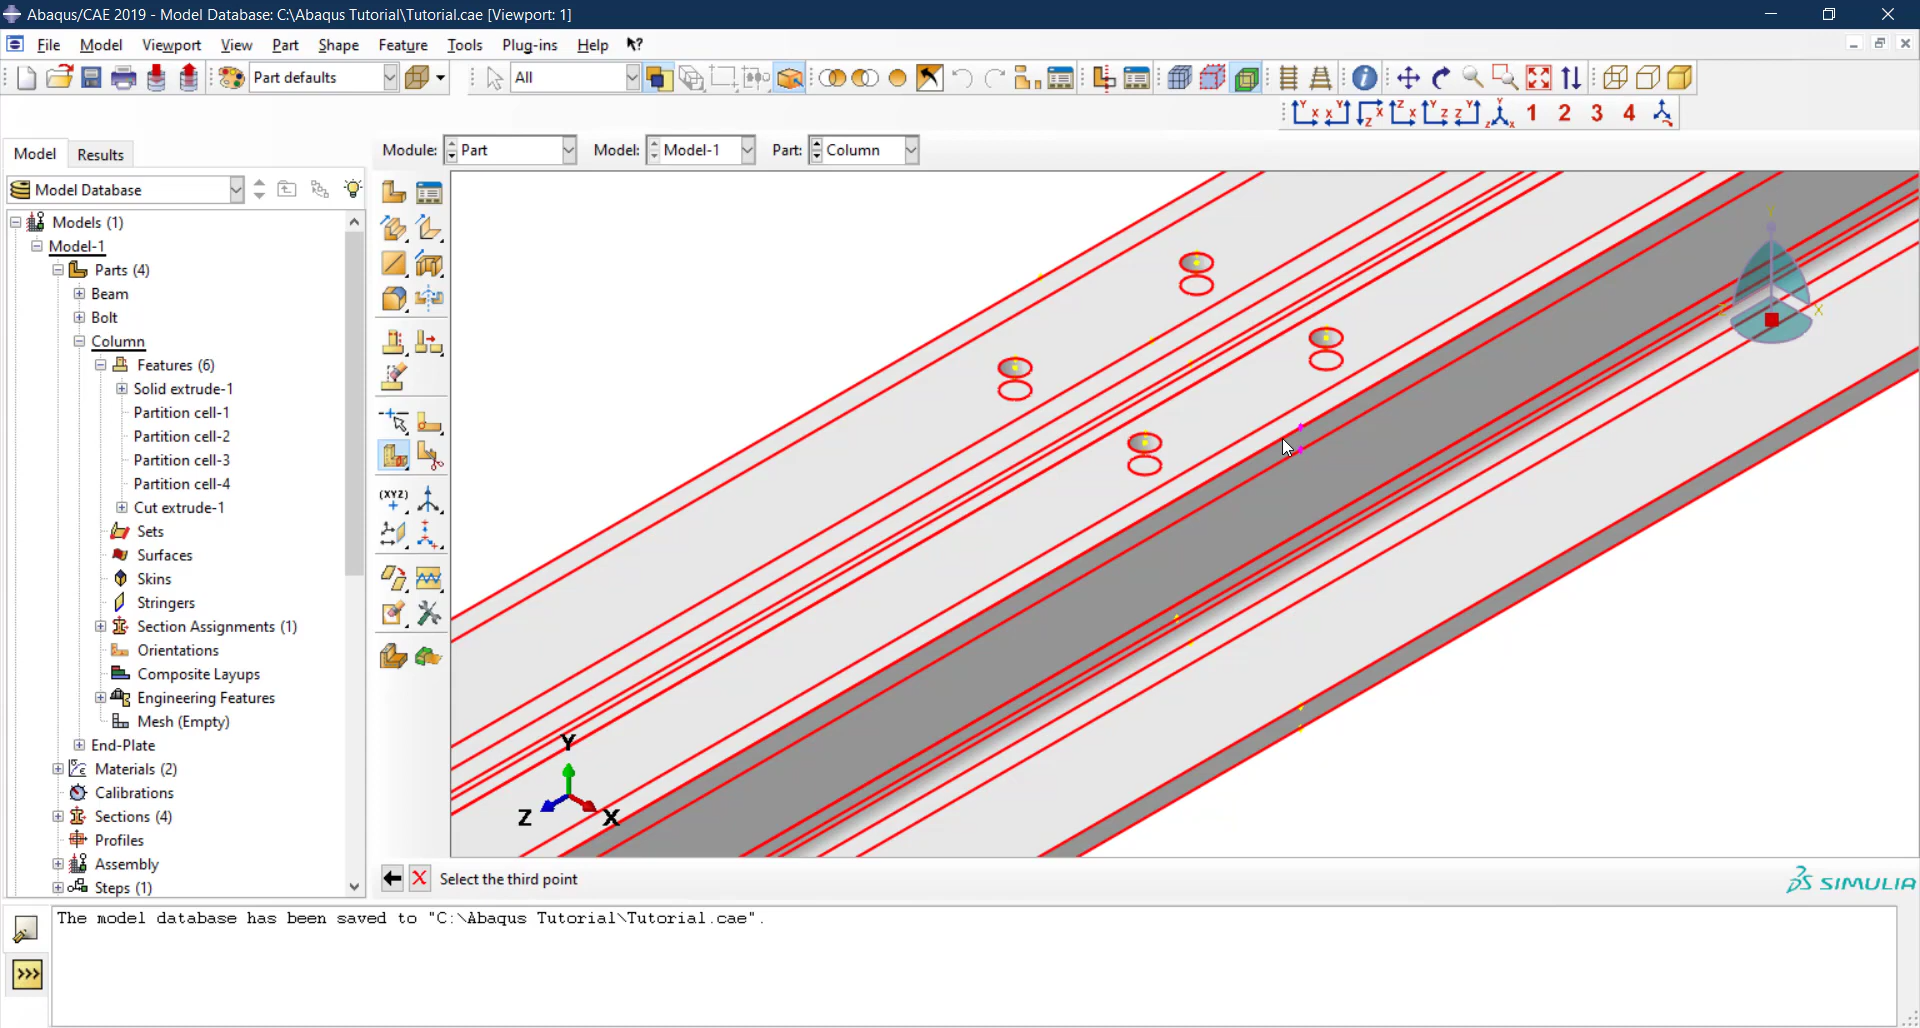 Abaqus/CAE 2019 - Model Database: C:\Abaqus Tutorial\Tutorial.cae [Viewport: 1]
File Model Viewport View Part Shape Feature Tools Plug-ins Help
Part defaults All
1 2 3 4
Model Results
Module: Part Model: Model-1 Part: Column
Model Database
Models (1)
Model-1
Parts (4)
Beam
Bolt
Column
Features (6)
Solid extrude-1
Partition cell-1
Partition cell-2
Partition cell-3
Partition cell-4
Cut extrude-1
Sets
Surfaces
Skins
Stringers
Section Assignments (1)
Orientations
Composite Layups
Engineering Features
Mesh (Empty)
End-Plate
Materials (2)
Calibrations
Sections (4)
Profiles
Assembly
Steps (1)
(XYZ)
Y
Z
X
X
Select the third point
SIMULIA
The model database has been saved to "C:\Abaqus Tutorial\Tutorial.cae".
>>>